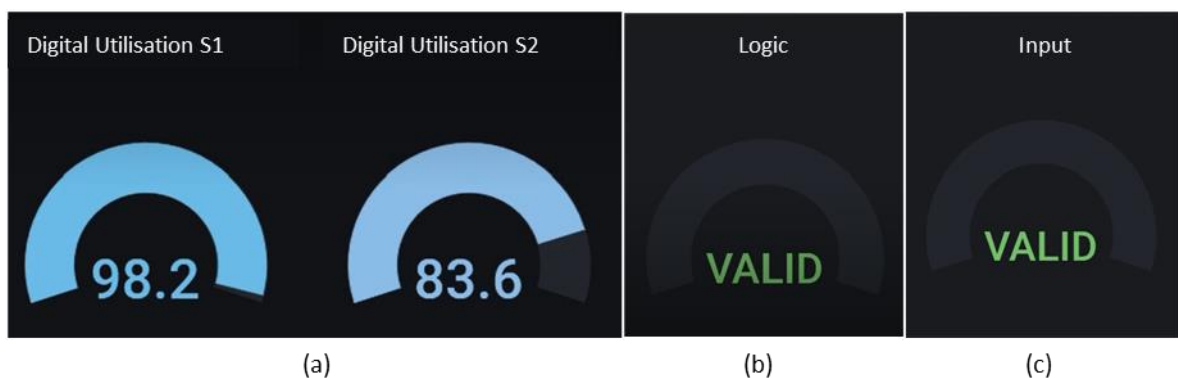 Digital Utilisation S1
Digital Utilisation S2
Logic
Input
98.2
83.6
VALID
VALID
(a)
(b)
(c)